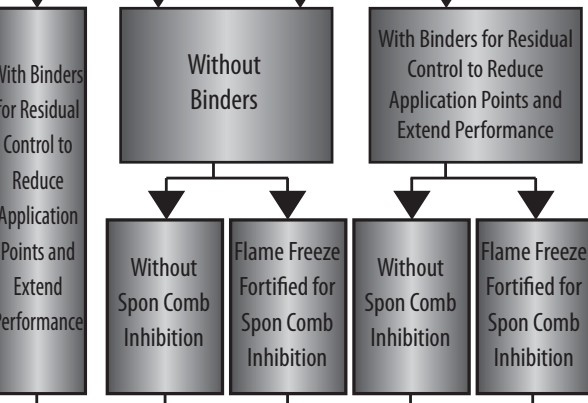 With Binders
for Residual
Control to
Reduce
Application
Points and
Extend
Performance
Without
Binders
With Binders for Residual
Control to Reduce
Application Points and
Extend Performance
Without
Spon Comb
Inhibition
Flame Freeze
Fortified for
Spon Comb
Inhibition
Without
Spon Comb
Inhibition
Flame Freeze
Fortified for
Spon Comb
Inhibition